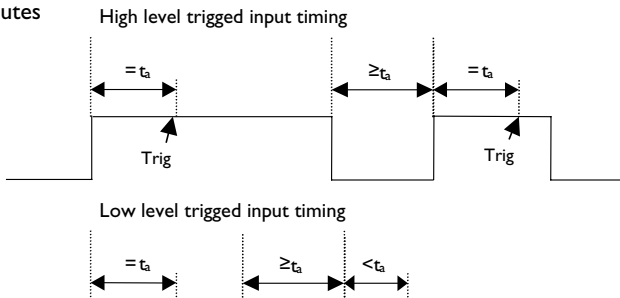 utes
High level trigged input timing
=ta ≥ta =ta
Trig Trig
Low level trigged input timing
=ta ≥ta <ta